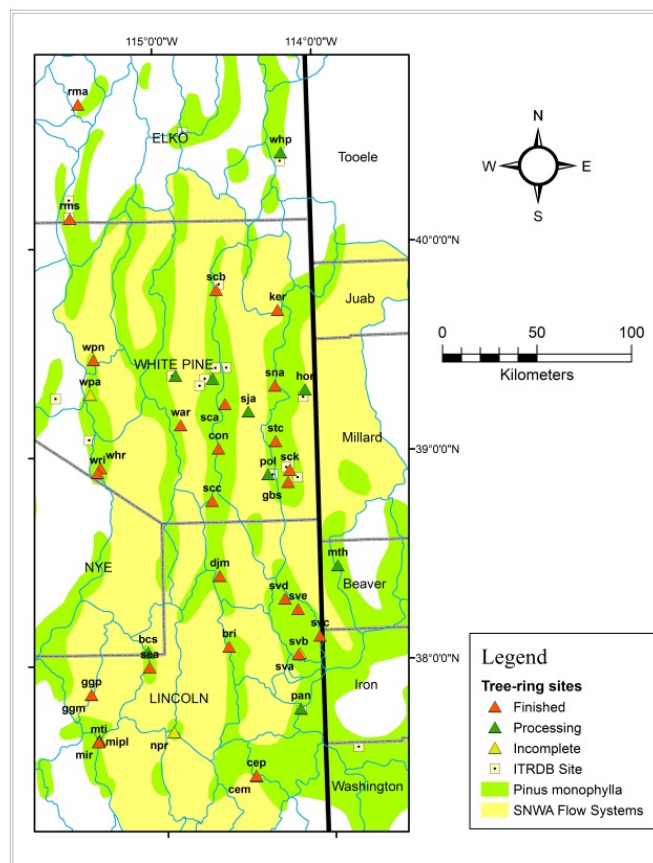 115°0'0"W
114°0'0"W
rma
ELKO
whp
Tooele
rms
40°0'0"N
scb
ker
Juab
wpn
WHITE PINE
wpa
sna
hor
sca
sja
war
stc
Millard
con
39°0'0"N
whr
wri
pol
sck
gbs
scc
NYE
djm
mth
Beaver
svd
sve
svc
bcs
sea
bri
svb
sva
38°0'0"N
ggp
ggm
LINCOLN
pan
Iron
mti
mipl
mir
npr
cep
cem
Washington
N
W
E
S
0 10 20 30 40 50
100
Kilometers
Legend
Tree-ring sites
Finished
Processing
Incomplete
ITRDB Site
Pinus monophylla
SNWA Flow Systems